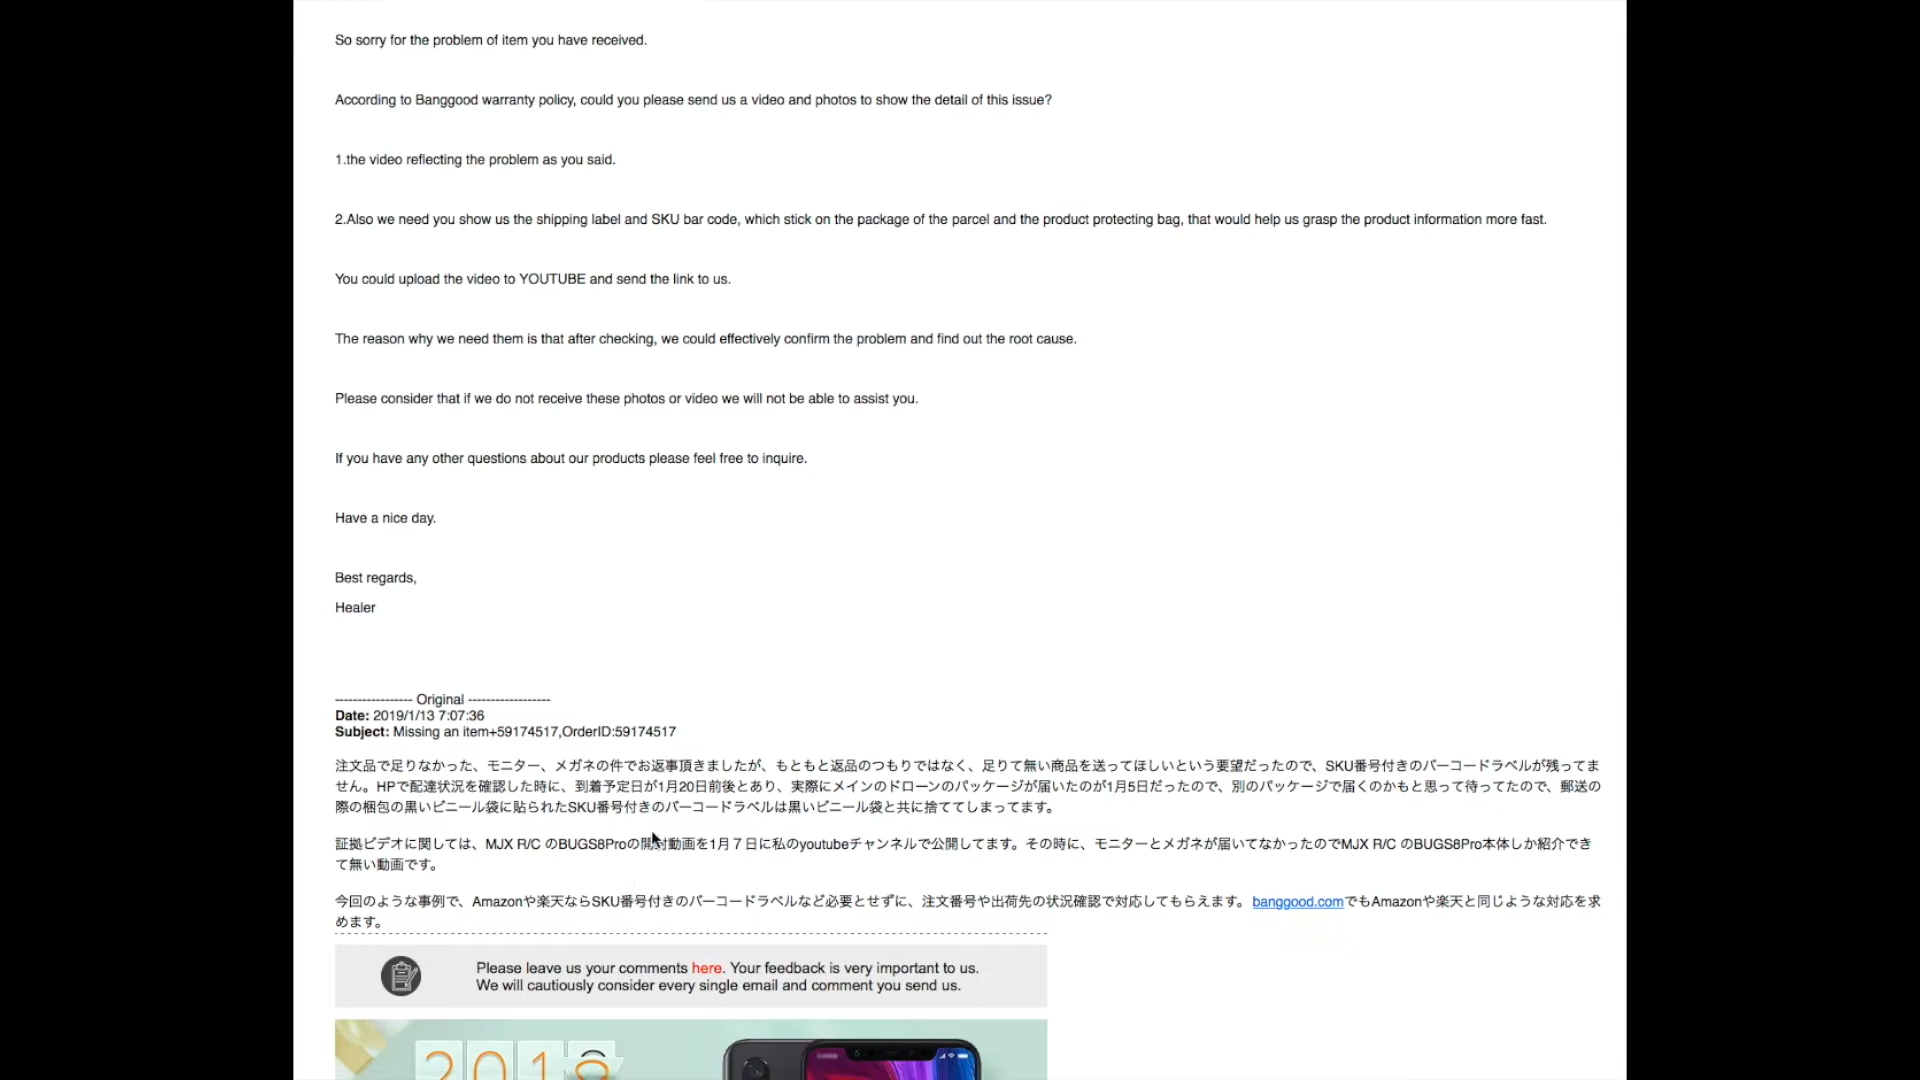 So sorry for the problem of item you have received.
According to Banggood warranty policy, could you please send us a video and photos to show the detail of this issue?
1.the video reflecting the problem as you said.
2.Also we need you show us the shipping label and SKU bar code, which stick on the package of the parcel and the product protecting bag, that would help us grasp the product information more fast.
You could upload the video to YOUTUBE and send the link to us.
The reason why we need them is that after checking, we could effectively confirm the problem and find out the root cause.
Please consider that if we do not receive these photos or video we will not be able to assist you.
If you have any other questions about our products please feel free to inquire.
Have a nice day.
Best regards,
Healer
------------------ Original ------------------
Date: 2019/1/13 7:07:36
Subject: Missing an item+59174517,OrderID:59174517
注文品で足りなかった、モニター、メガネの件でお返事頂きましたが、もともと返品のつもりではなく、足りて無い商品を送ってほしいという要望だったので、SKU番号付きのバーコードラベルが残ってま
せん。HPで配達状況を確認した時に、到着予定日が1月20日前後とあり、実際にメインのドローンのパッケージが届いたのが1月5日だったので、別のパッケージで届くのかもと思って待ってたので、郵送の
際の梱包の黒いビニール袋に貼られたSKU番号付きのバーコードラベルは黒いビニール袋と共に捨ててしまってます。
証拠ビデオに関しては、MJX R/C のBUGS8Proの開封動画を1月７日に私のyoutubeチャンネルで公開してます。その時に、モニターとメガネが届いてなかったのでMJX R/C のBUGS8Pro本体しか紹介でき
て無い動画です。
今回のような事例で、Amazonや楽天ならSKU番号付きのバーコードラベルなど必要とせずに、注文番号や出荷先の状況確認で対応してもらえます。banggood.comでもAmazonや楽天と同じような対応を求
めます。
Please leave us your comments here. Your feedback is very important to us.
We will cautiously consider every single email and comment you send us.
201